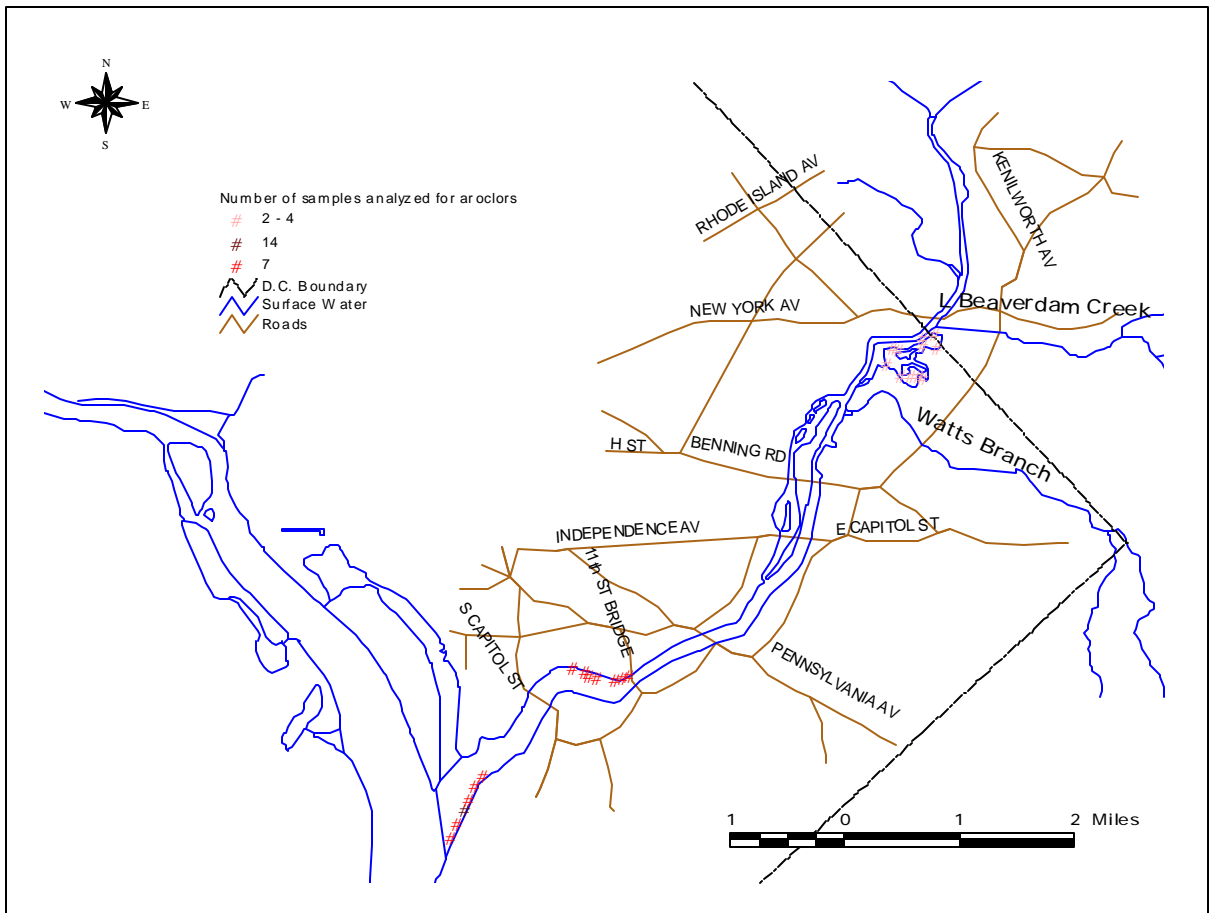 N
W E
S
Number of samples analyzed for aroclors
# 2 - 4
# 14
# 7
D.C. Boundary
Surface Water
Roads
RHODE ISLAND AV
KENILWORTH AV
NEW YORK AV
L Beaverdam Creek
H ST
BENNING RD
Watts Branch
INDEPENDENCE AV
E CAPITOL ST
11th ST BRIDGE
S CAPITOL ST
PENNSYLVANIA AV
1 0 1 2 Miles